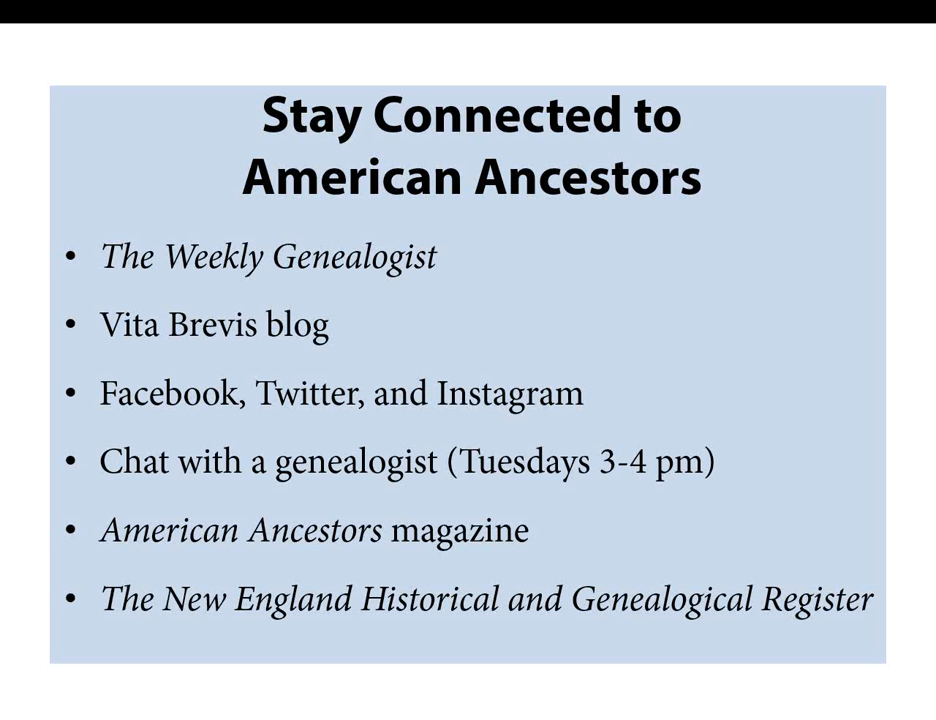 Stay Connected to
American Ancestors
• The Weekly Genealogist
• Vita Brevis blog
• Facebook, Twitter, and Instagram
• Chat with a genealogist (Tuesdays 3-4 pm)
• American Ancestors magazine
• The New England Historical and Genealogical Register